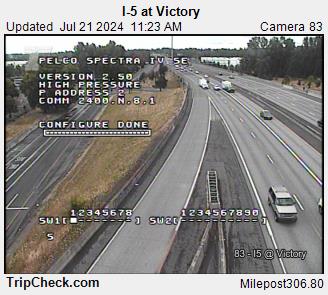 I-5 at Victory
Updated Jul 21 2024 11:23 AM Camera 83
PELCO SPECTRA IV SE
VERSION 2.50
HIGH PRESSURE
P ADDRESS 2
COMM 2400.N.8.1
CONFIGURE DONE
12345678 1234567890
SW1[ ] SW2[ ]
S
83 - I5 @ Victory
TripCheck.com Milepost306.80